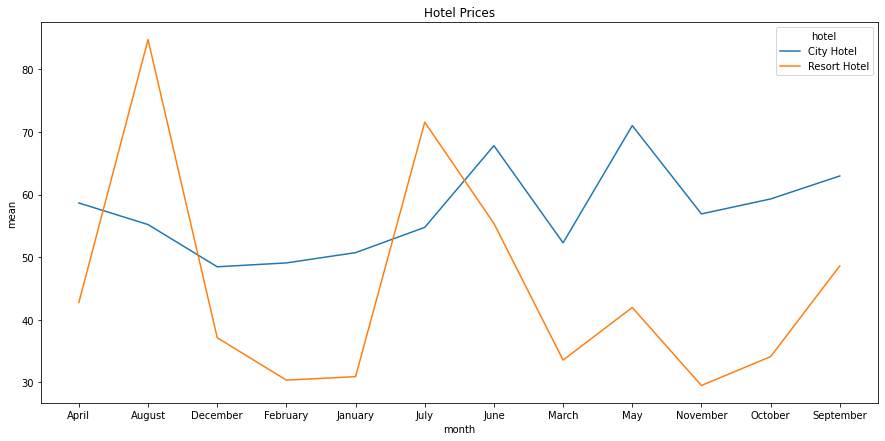 Hotel Prices
hotel
City Hotel
Resort Hotel
mean
80
70
60
50
40
30
April August December February January July June March May November October September
month